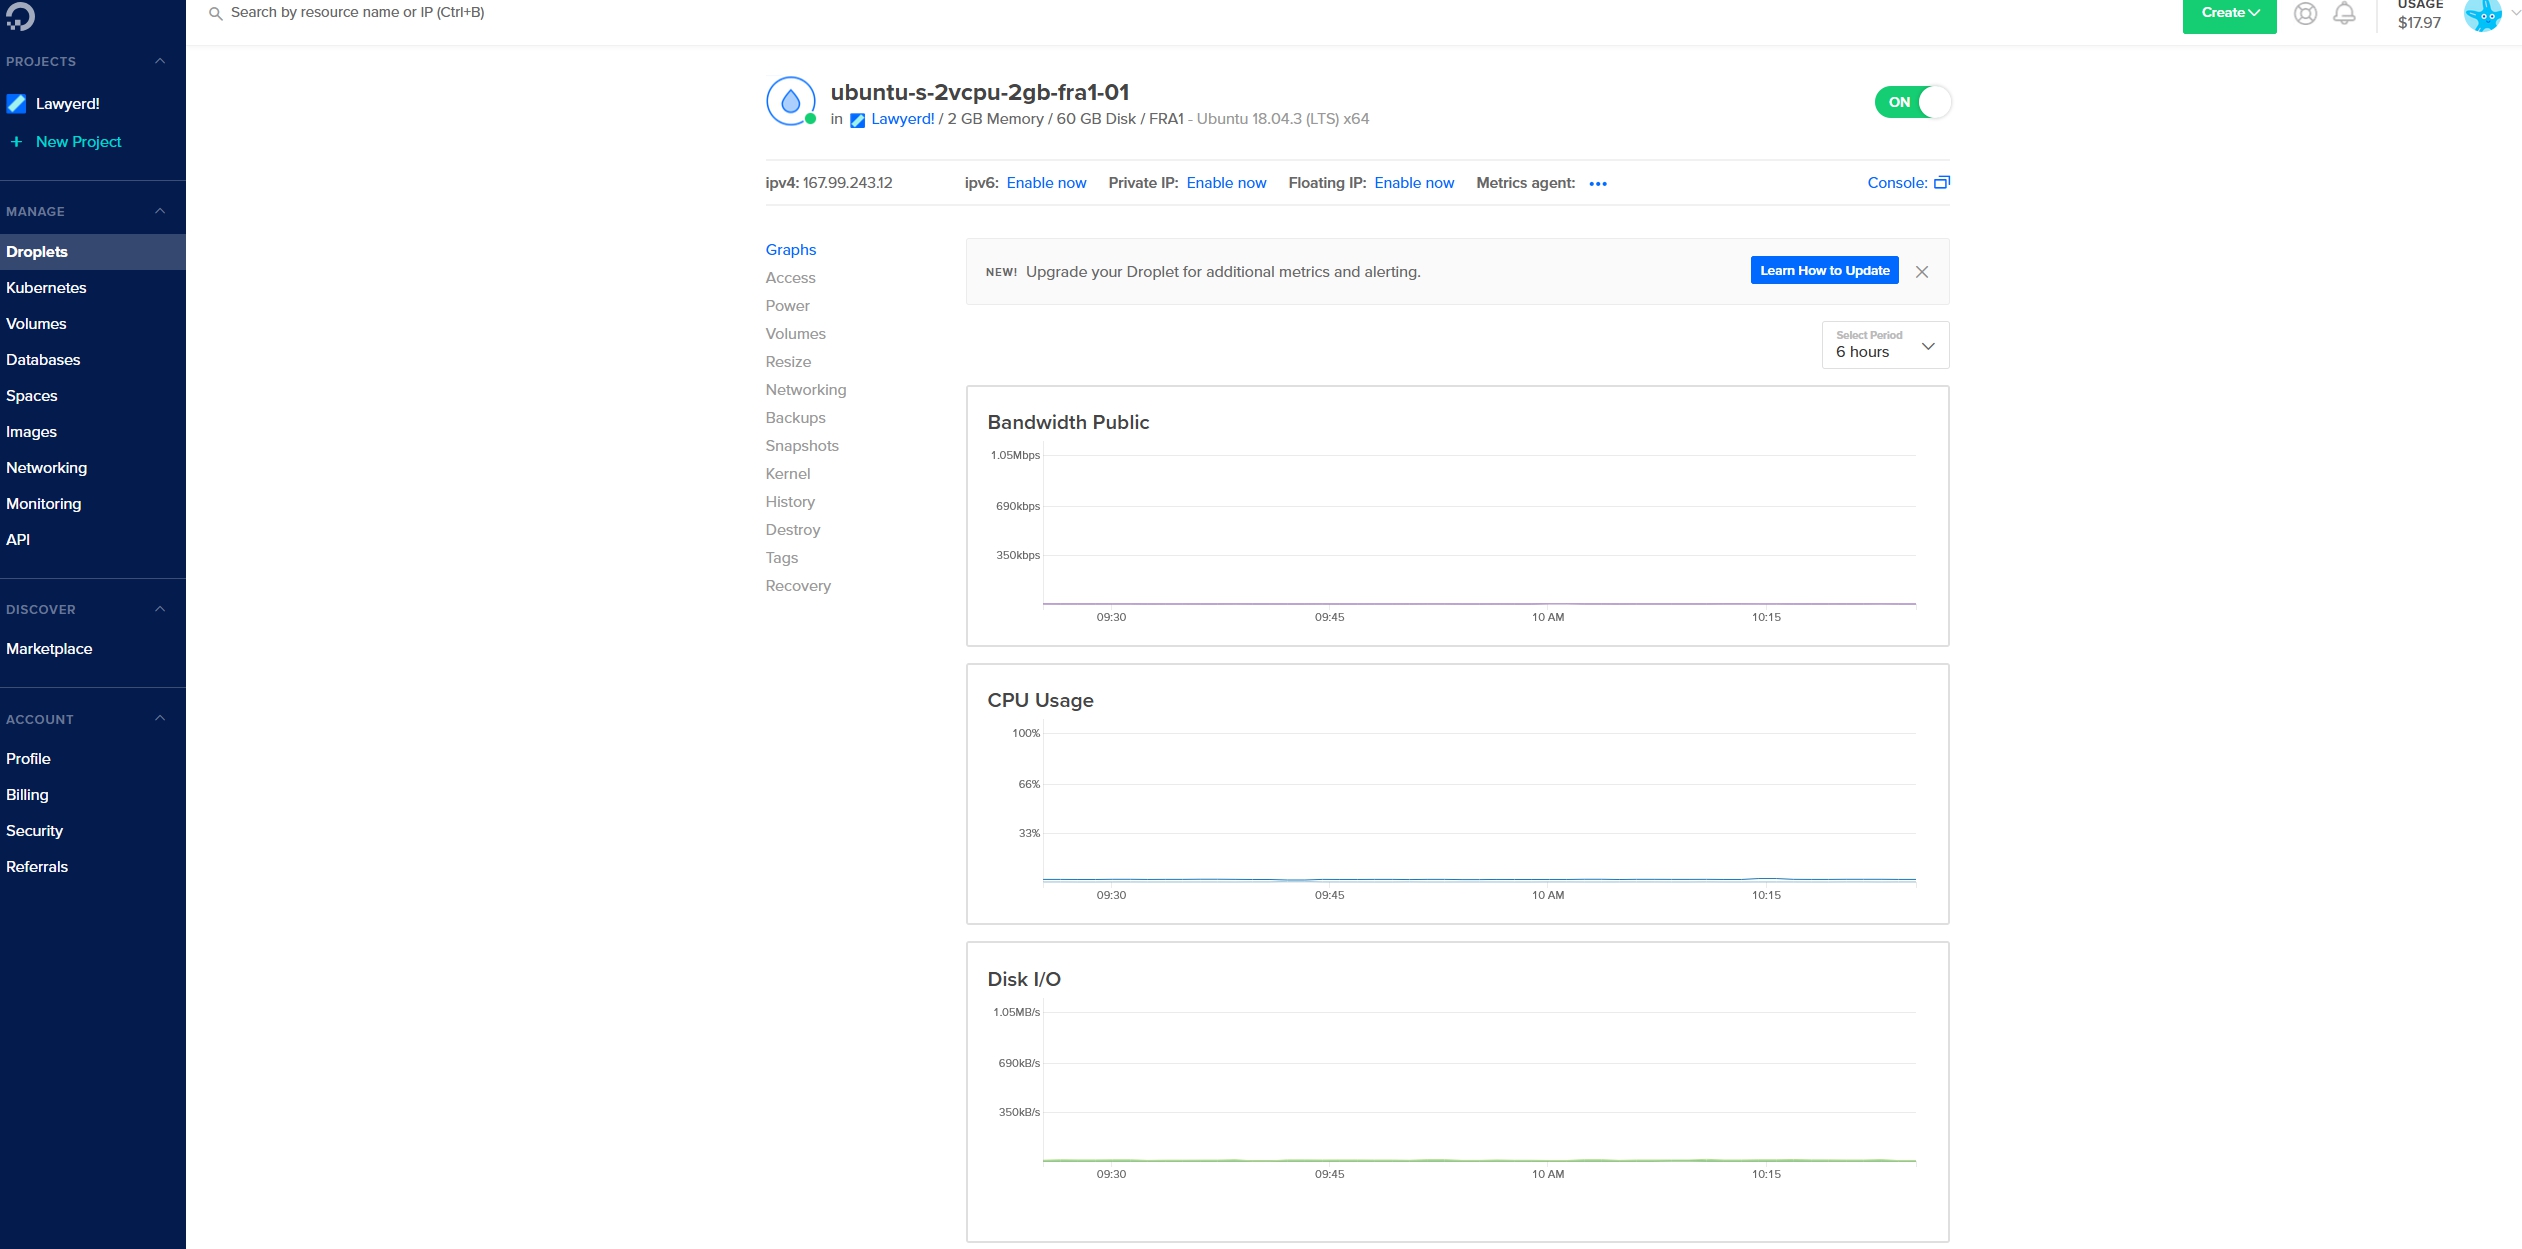 Search by resource name or IP (Ctrl+B)
Create
USAGE
$17.97
PROJECTS
Lawyerd!
+ New Project
MANAGE
Droplets
Kubernetes
Volumes
Databases
Spaces
Images
Networking
Monitoring
API
DISCOVER
Marketplace
ACCOUNT
Profile
Billing
Security
Referrals
ubuntu-s-2vcpu-2gb-fra1-01
in Lawyerd! / 2 GB Memory / 60 GB Disk / FRA1 - Ubuntu 18.04.3 (LTS) x64
ON
ipv4: 167.99.243.12 ipv6: Enable now Private IP: Enable now Floating IP: Enable now Metrics agent: ••• Console:
Graphs
Access
Power
Volumes
Resize
Networking
Backups
Snapshots
Kernel
History
Destroy
Tags
Recovery
NEW! Upgrade your Droplet for additional metrics and alerting.
Learn How to Update
Select Period
6 hours
Bandwidth Public
1.05Mbps
690kbps
350kbps
09:30 09:45 10 AM 10:15
CPU Usage
100%
66%
33%
09:30 09:45 10 AM 10:15
Disk I/O
1.05MB/s
690kB/s
350kB/s
09:30 09:45 10 AM 10:15